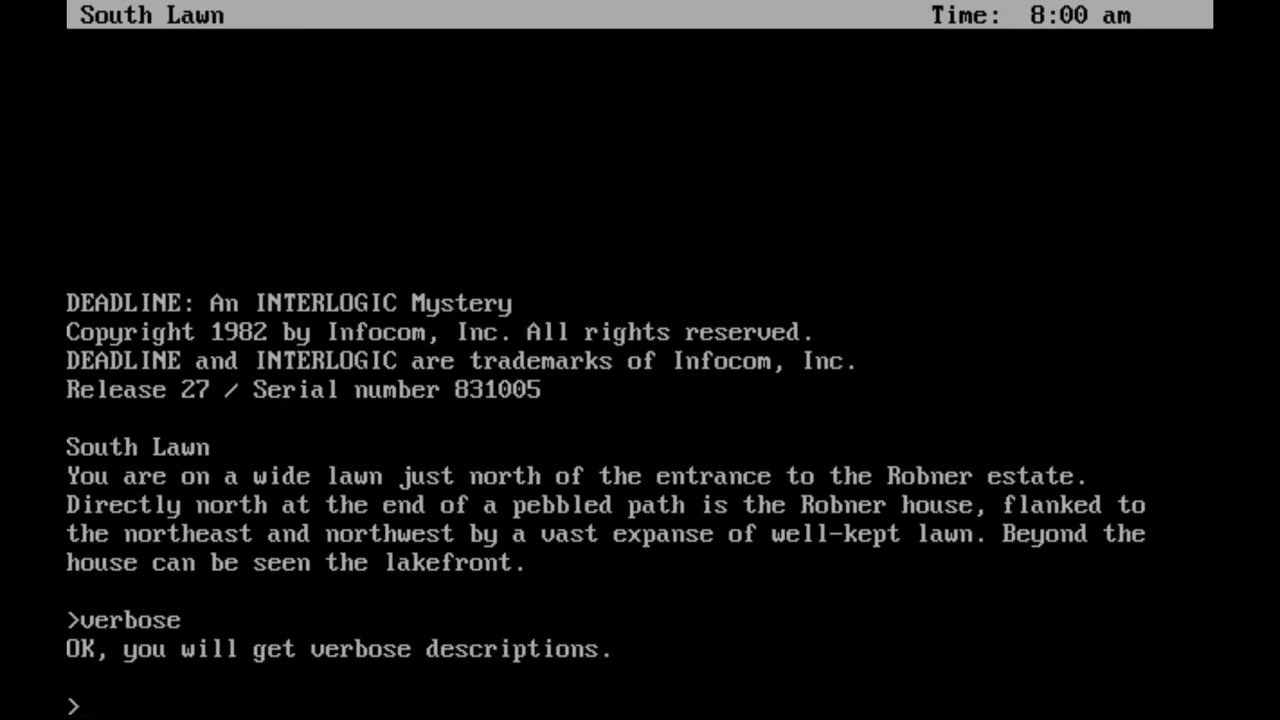 South Lawn Time: 8:00 am
DEADLINE: An INTERLOGIC Mystery
Copyright 1982 by Infocom, Inc. All rights reserved.
DEADLINE and INTERLOGIC are trademarks of Infocom, Inc.
Release 27 / Serial number 831005
South Lawn
You are on a wide lawn just north of the entrance to the Robner estate.
Directly north at the end of a pebbled path is the Robner house, flanked to
the northeast and northwest by a vast expanse of well-kept lawn. Beyond the
house can be seen the lakefront.
>verbose
OK, you will get verbose descriptions.
>